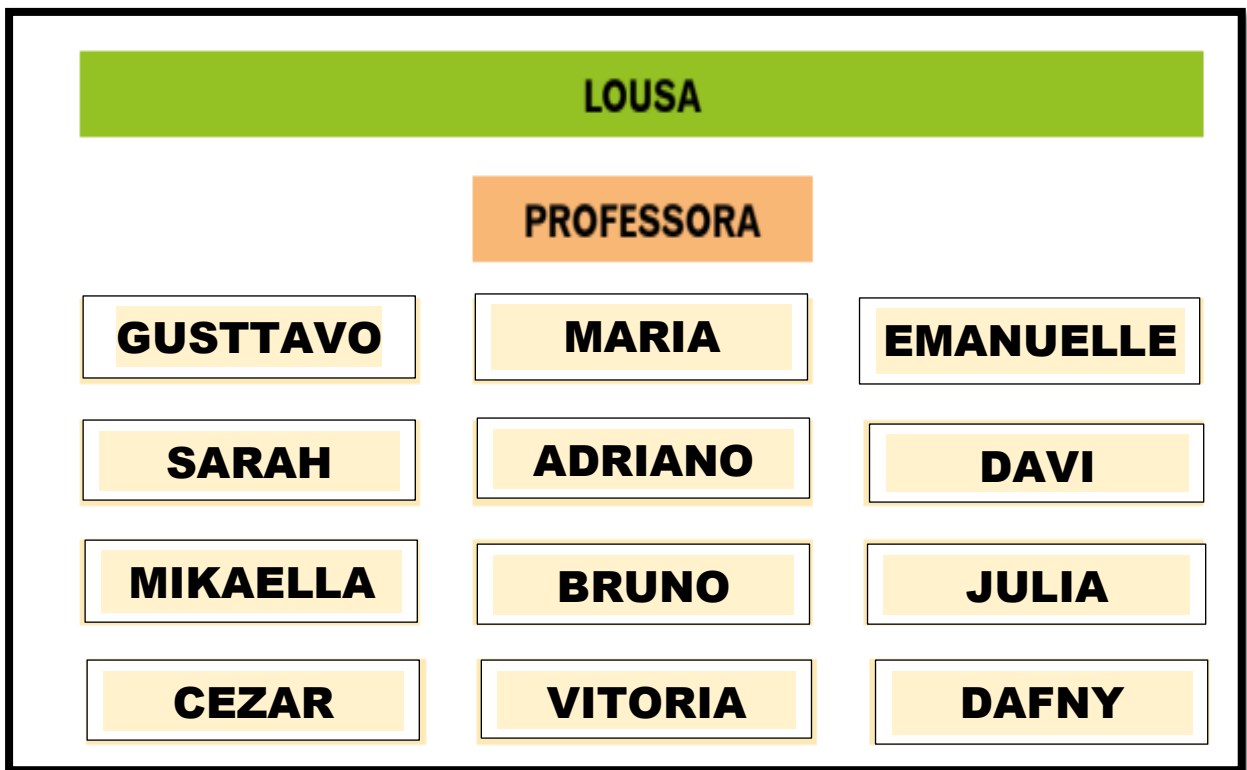 LOUSA
PROFESSORA
GUSTTAVO MARIA EMANUELLE
SARAH ADRIANO DAVI
MIKAELLA BRUNO JULIA
CEZAR VITORIA DAFNY